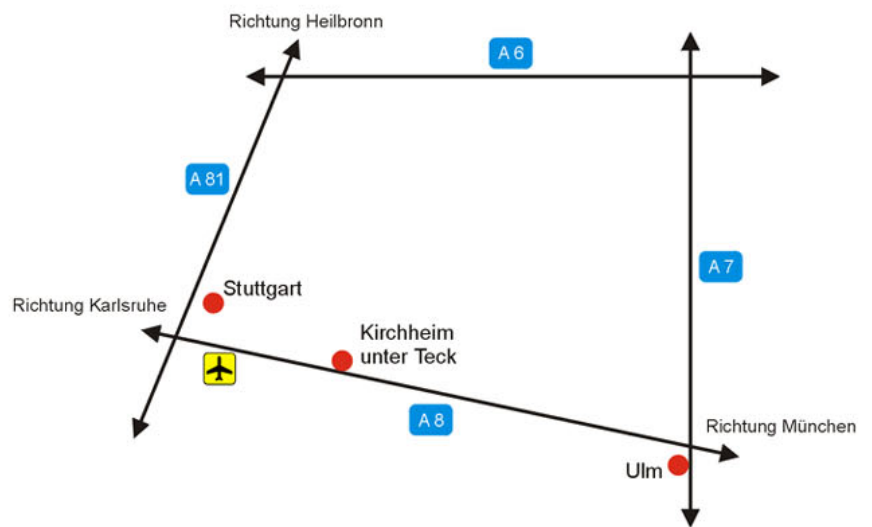 Richtung Heilbronn
A 6
A 81
A 7
Stuttgart
Richtung Karlsruhe
Kirchheim
unter Teck
A 8
Richtung München
Ulm